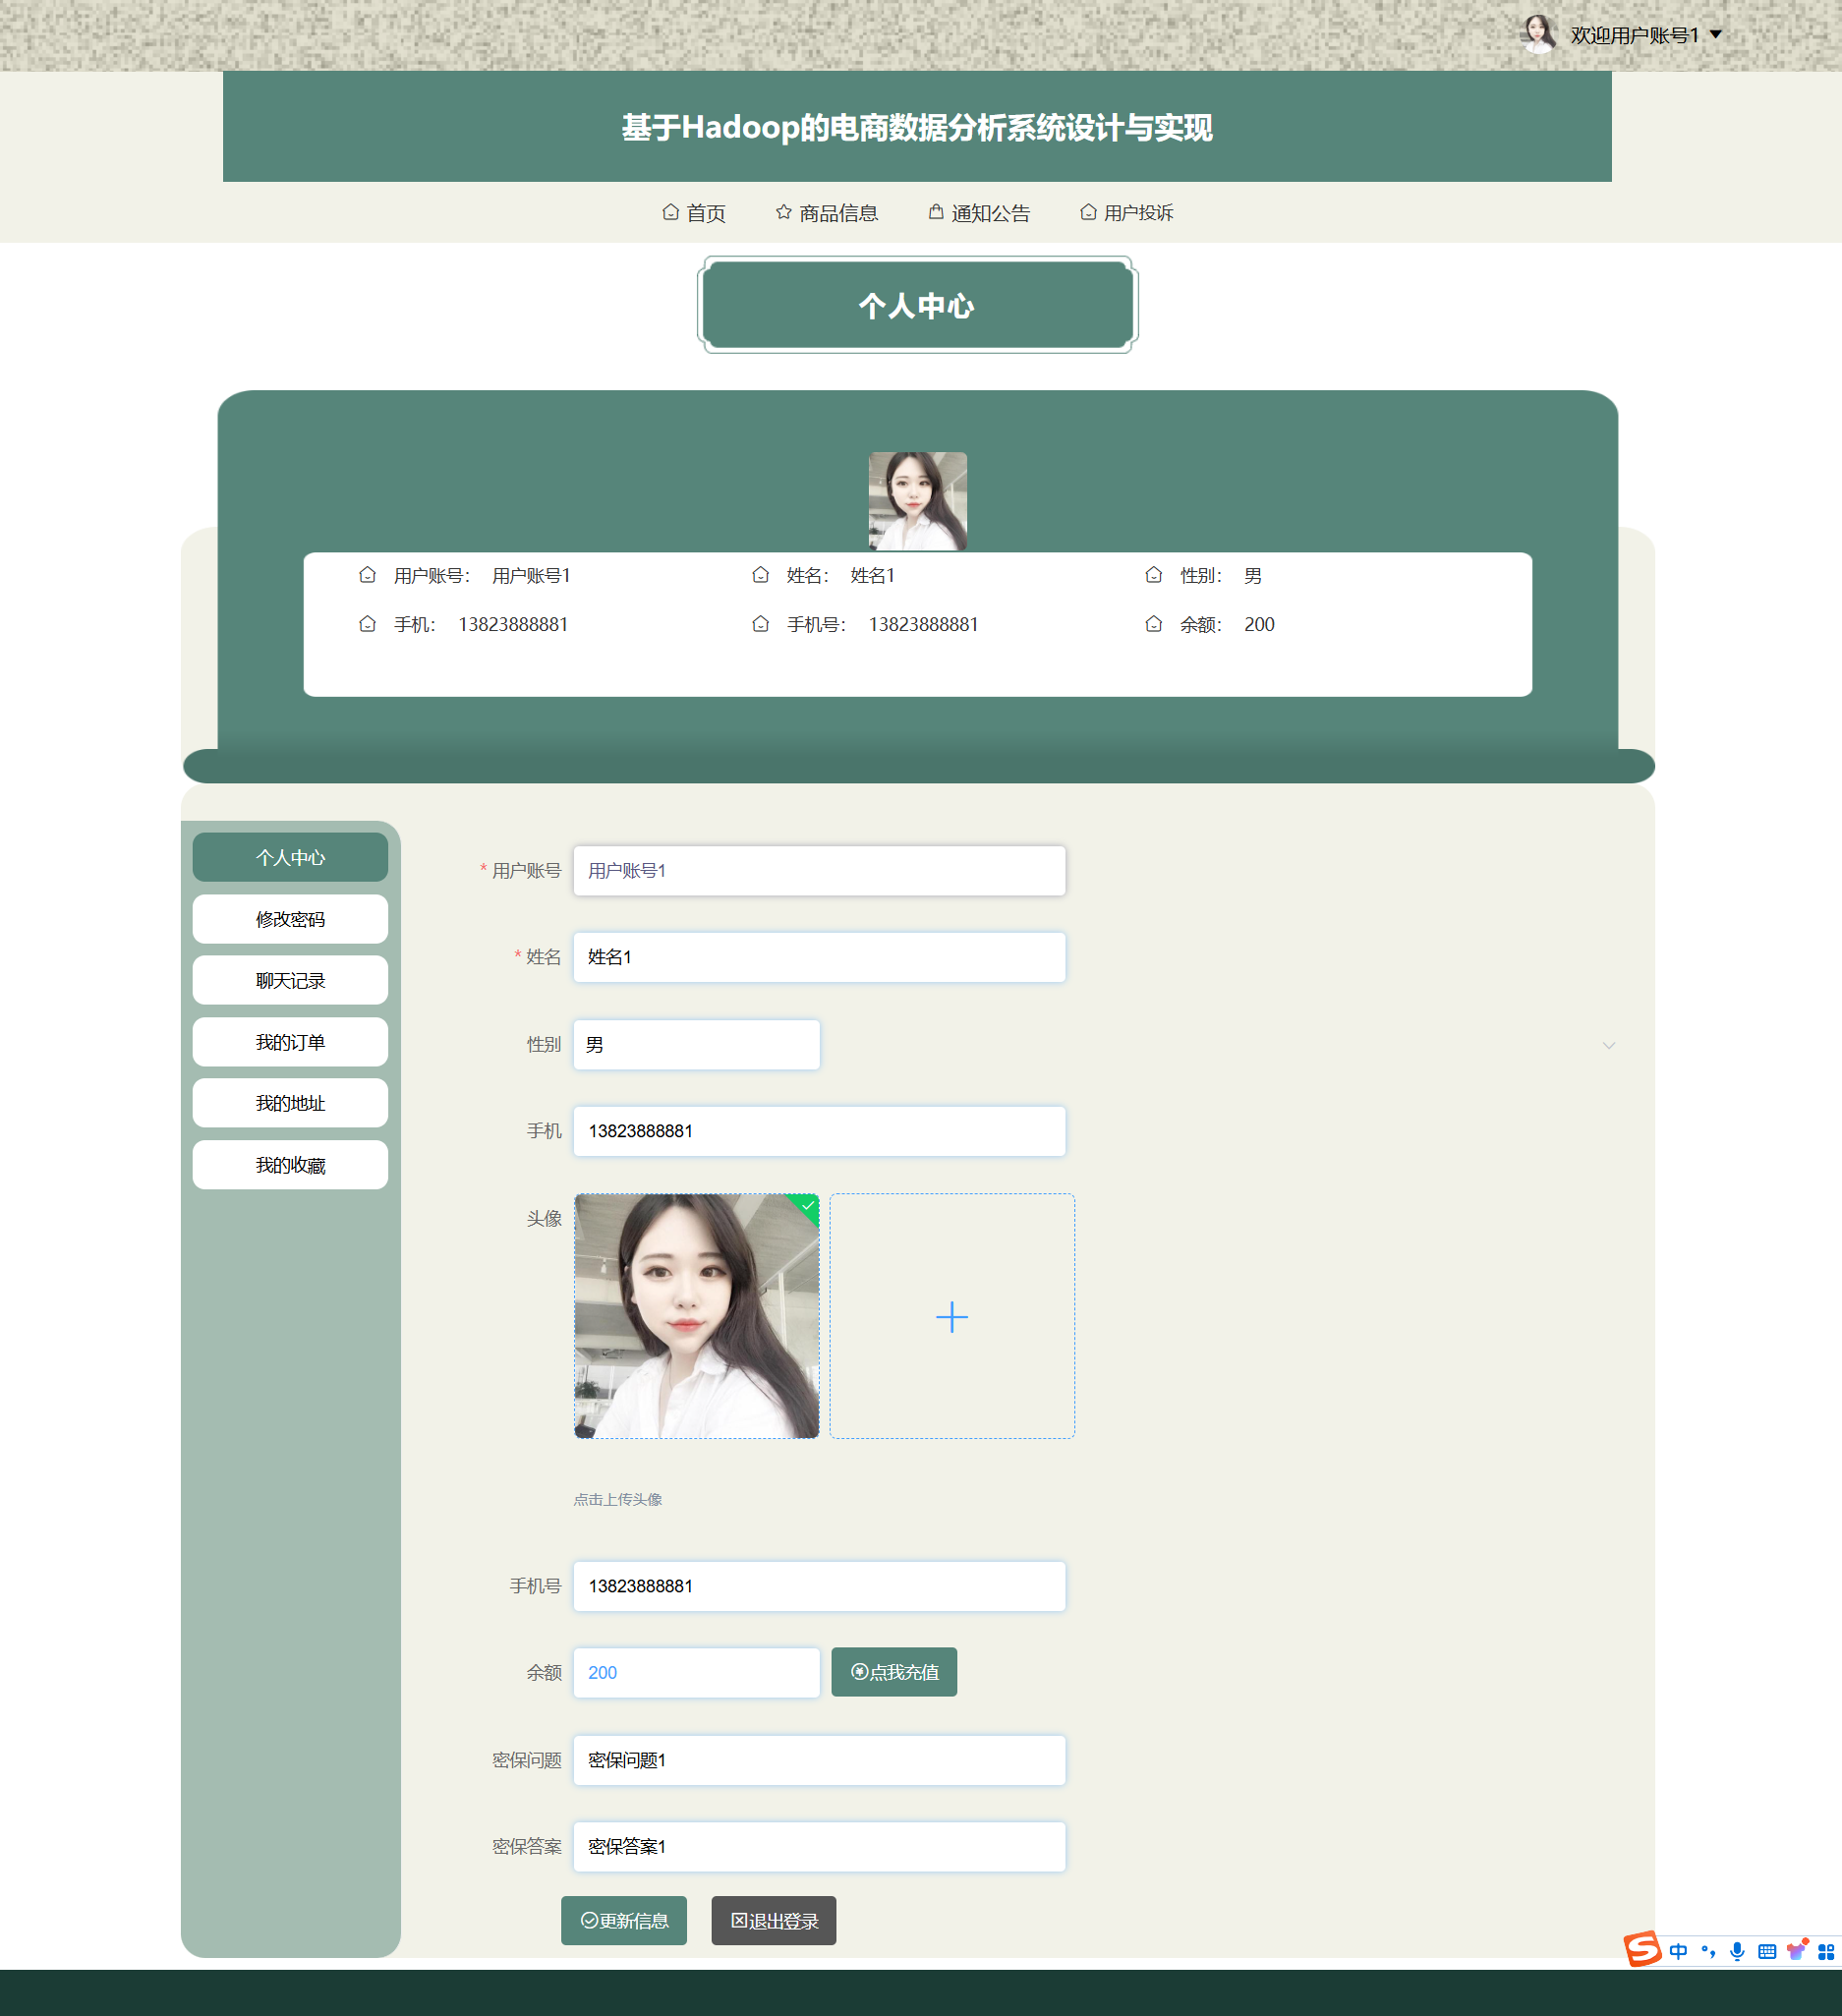 欢迎用户账号1
基于Hadoop的电商数据分析系统设计与实现
首页 商品信息 通知公告 用户投诉
个人中心
用户账号： 用户账号1 姓名： 姓名1 性别： 男
手机： 13823888881 手机号： 13823888881 余额： 200
个人中心
修改密码
聊天记录
我的订单
我的地址
我的收藏
* 用户账号 用户账号1
* 姓名 姓名1
性别 男
手机 13823888881
头像
点击上传头像
手机号 13823888881
余额 200 点我充值
密保问题 密保问题1
密保答案 密保答案1
更新信息 退出登录
中